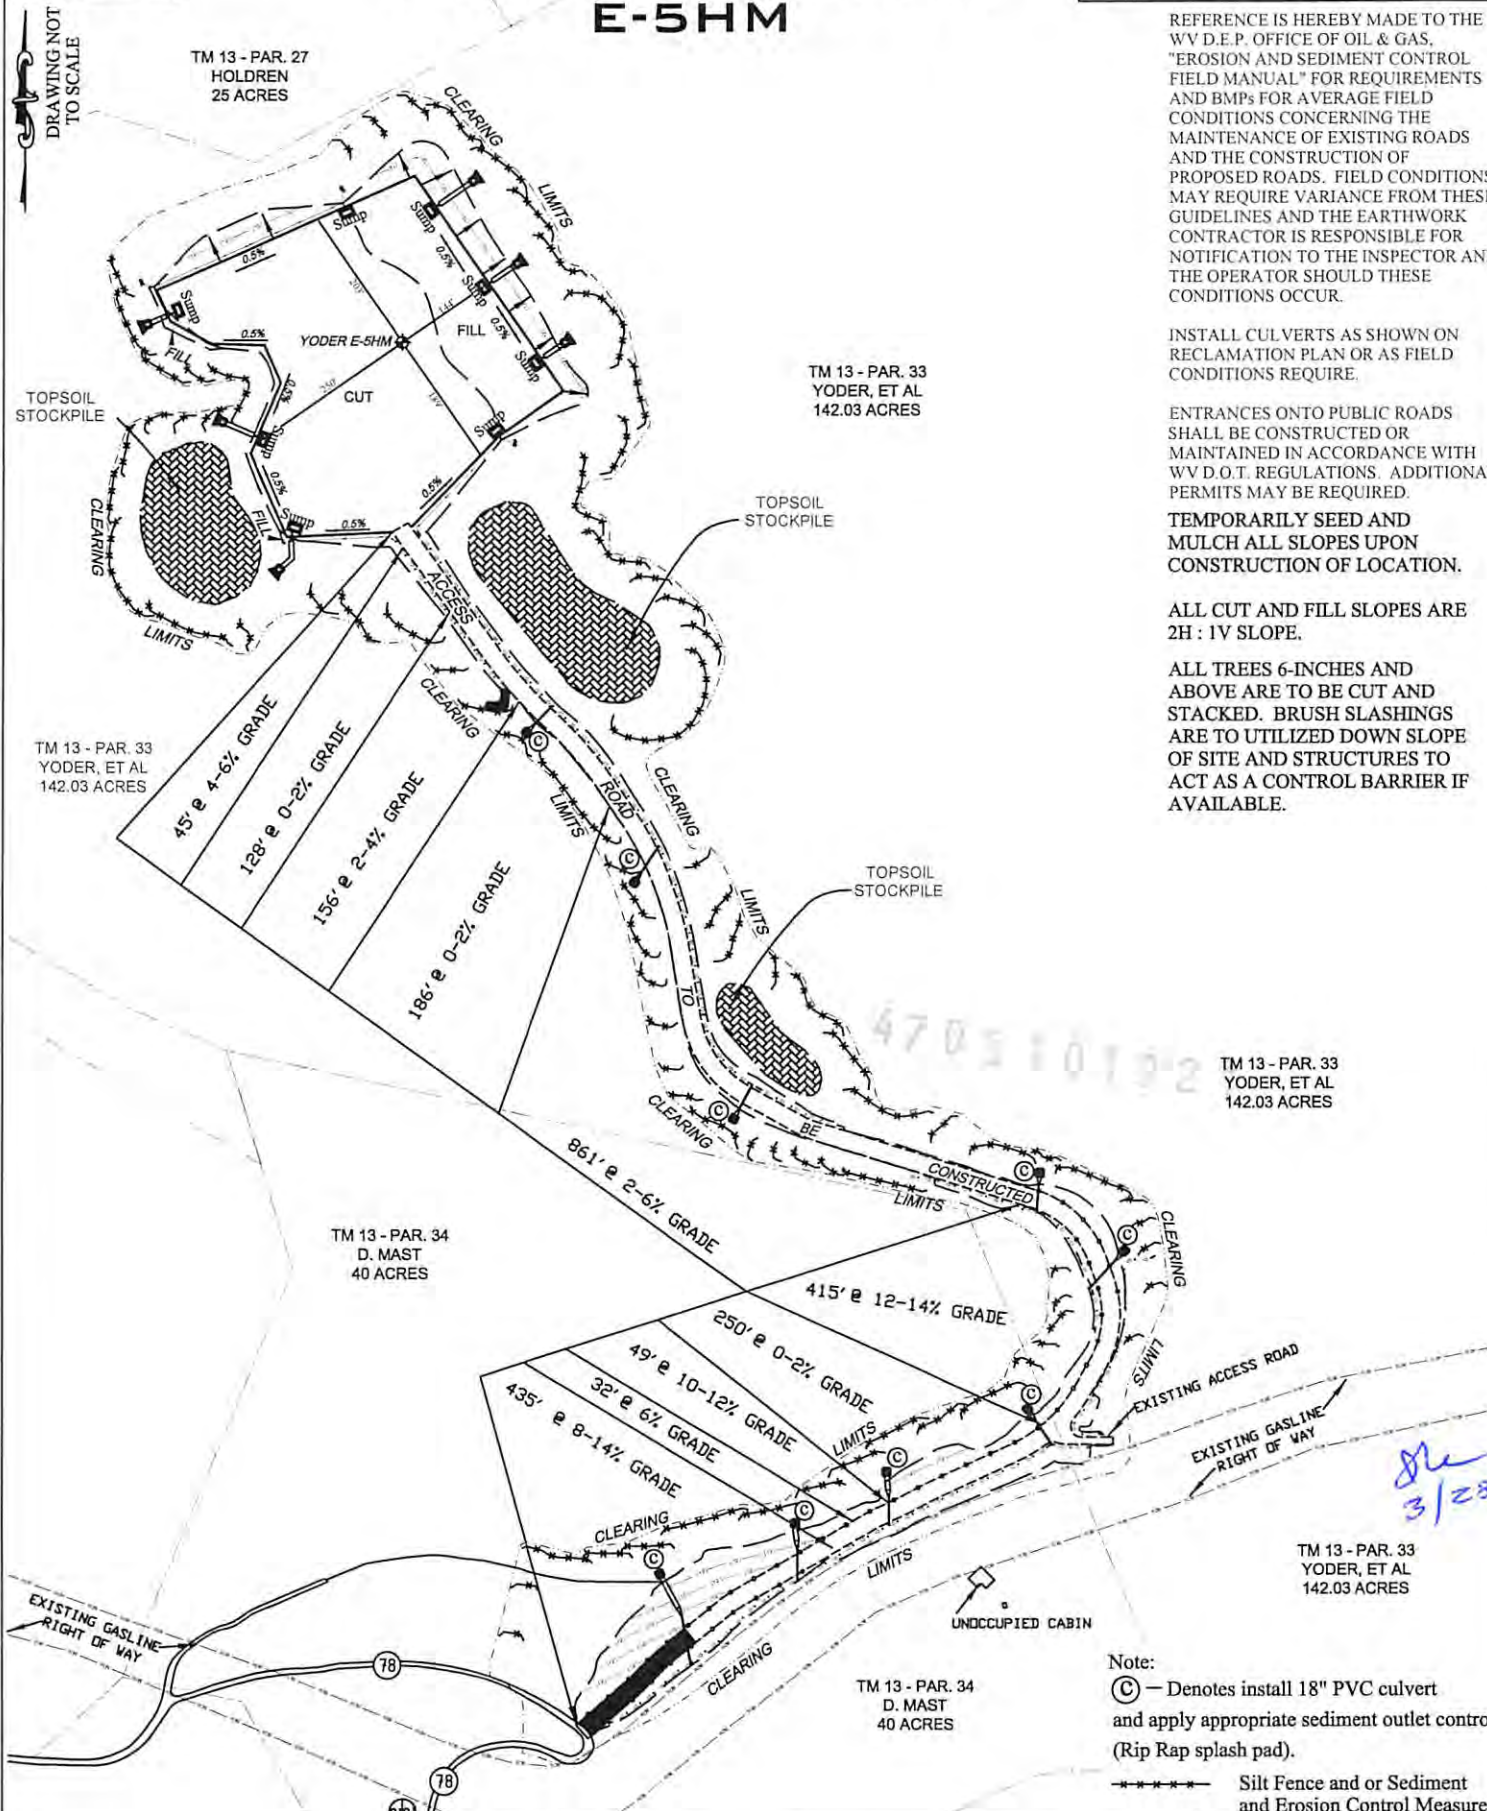 E-5HM
DRAWING NOT
TO SCALE
TM 13 - PAR. 27
HOLDREN
25 ACRES
REFERENCE IS HEREBY MADE TO THE
WV D.E.P. OFFICE OF OIL & GAS,
"EROSION AND SEDIMENT CONTROL
FIELD MANUAL" FOR REQUIREMENTS
AND BMPs FOR AVERAGE FIELD
CONDITIONS CONCERNING THE
MAINTENANCE OF EXISTING ROADS
AND THE CONSTRUCTION OF
PROPOSED ROADS. FIELD CONDITIONS
MAY REQUIRE VARIANCE FROM THESE
GUIDELINES AND THE EARTHWORK
CONTRACTOR IS RESPONSIBLE FOR
NOTIFICATION TO THE INSPECTOR AN
THE OPERATOR SHOULD THESE
CONDITIONS OCCUR.
INSTALL CULVERTS AS SHOWN ON
RECLAMATION PLAN OR AS FIELD
CONDITIONS REQUIRE.
ENTRANCES ONTO PUBLIC ROADS
SHALL BE CONSTRUCTED OR
MAINTAINED IN ACCORDANCE WITH
WV D.O.T. REGULATIONS. ADDITIONA
PERMITS MAY BE REQUIRED.
TEMPORARILY SEED AND
MULCH ALL SLOPES UPON
CONSTRUCTION OF LOCATION.
ALL CUT AND FILL SLOPES ARE
2H : 1V SLOPE.
ALL TREES 6-INCHES AND
ABOVE ARE TO BE CUT AND
STACKED. BRUSH SLASHINGS
ARE TO UTILIZED DOWN SLOPE
OF SITE AND STRUCTURES TO
ACT AS A CONTROL BARRIER IF
AVAILABLE.
CLEARING
LIMITS
Sump
Sump
0.5%
0.5%
Sump
Sump
0.5%
203'
144'
FILL
YODER E-5HM
0.5%
FILL
Sump
0.5%
250'
CUT
189'
Sump
Sump
0.5%
0.5%
FILL
Sump
0.5%
TOPSOIL
STOCKPILE
CLEARING
LIMITS
TM 13 - PAR. 33
YODER, ET AL
142.03 ACRES
TOPSOIL
STOCKPILE
ACCESS
ROAD
TO
BE
CONSTRUCTED
CLEARING
LIMITS
CLEARING
LIMITS
TM 13 - PAR. 33
YODER, ET AL
142.03 ACRES
45' @ 4-6% GRADE
128' @ 0-2% GRADE
156' @ 2-4% GRADE
186' @ 0-2% GRADE
861' @ 2-6% GRADE
C
C
TOPSOIL
STOCKPILE
TM 13 - PAR. 33
YODER, ET AL
142.03 ACRES
C
CLEARING
LIMITS
C
C
CLEARING
LIMITS
TM 13 - PAR. 34
D. MAST
40 ACRES
415' @ 12-14% GRADE
250' @ 0-2% GRADE
49' @ 10-12% GRADE
32' @ 6% GRADE
435' @ 8-14% GRADE
C
EXISTING ACCESS ROAD
EXISTING GASLINE
RIGHT OF WAY
LIMITS
C
C
CLEARING
C
LIMITS
CLEARING
UNOCCUPIED CABIN
3/28
TM 13 - PAR. 33
YODER, ET AL
142.03 ACRES
EXISTING GASLINE
RIGHT OF WAY
78
78
TM 13 - PAR. 34
D. MAST
40 ACRES
Note:
C — Denotes install 18" PVC culvert
and apply appropriate sediment outlet contro
(Rip Rap splash pad).
Silt Fence and or Sediment
and Erosion Control Measure